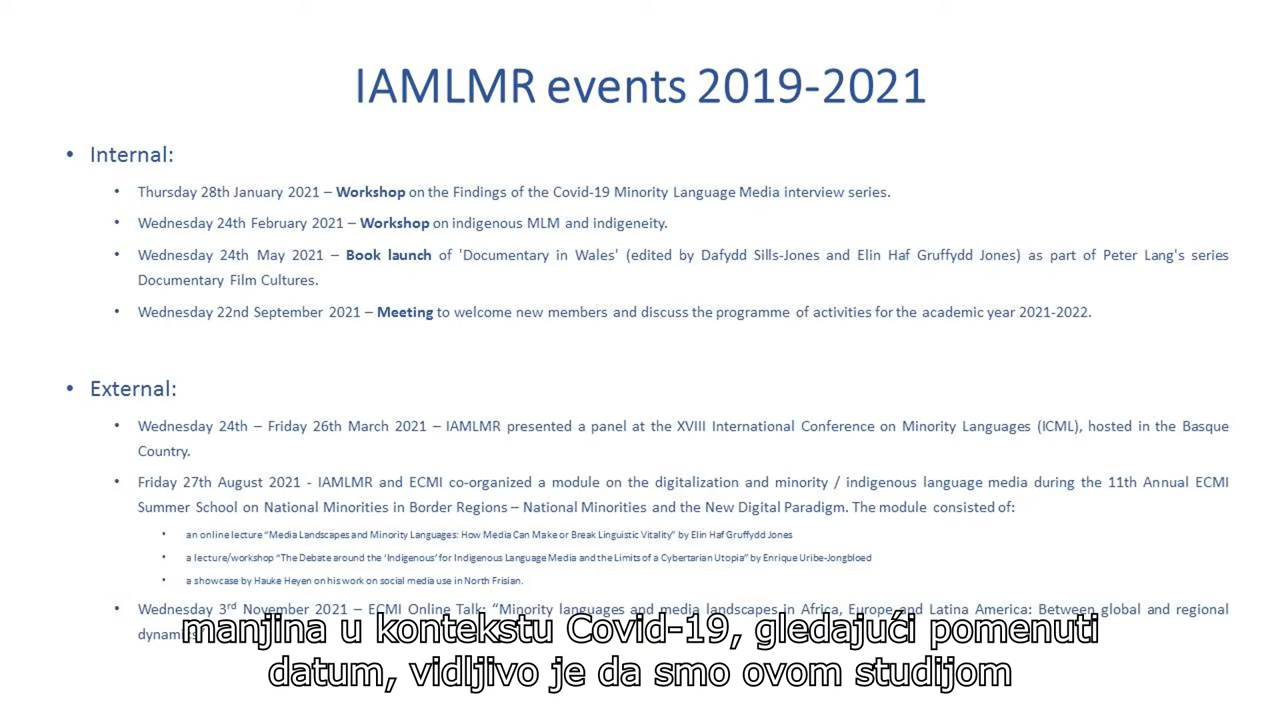 IAMLMR events 2019-2021
• Internal:
• Thursday 28th January 2021 – Workshop on the Findings of the Covid-19 Minority Language Media interview series.
• Wednesday 24th February 2021 – Workshop on indigenous MLM and indigeneity.
• Wednesday 24th May 2021 – Book launch of 'Documentary in Wales' (edited by Dafydd Sills-Jones and Elin Haf Gruffydd Jones) as part of Peter Lang's series
Documentary Film Cultures.
• Wednesday 22nd September 2021 – Meeting to welcome new members and discuss the programme of activities for the academic year 2021-2022.
• External:
• Wednesday 24th – Friday 26th March 2021 – IAMLMR presented a panel at the XVIII International Conference on Minority Languages (ICML), hosted in the Basque
Country.
• Friday 27th August 2021 - IAMLMR and ECMI co-organized a module on the digitalization and minority / indigenous language media during the 11th Annual ECMI
Summer School on National Minorities in Border Regions – National Minorities and the New Digital Paradigm. The module consisted of:
• an online lecture “Media Landscapes and Minority Languages: How Media Can Make or Break Linguistic Vitality” by Elin Haf Gruffydd Jones
• a lecture/workshop “The Debate around the ‘Indigenous’ for Indigenous Language Media and the Limits of a Cybertarian Utopia” by Enrique Uribe-Jongbloed
• a showcase by Hauke Heyen on his work on social media use in North Frisian.
• Wednesday 3rd November 2021 – ECMI Online Talk: “Minority languages and media landscapes in Africa, Europe and Latina America: Between global and regional
manjina u kontekstu Covid-19, gledajući pomenuti
datum, vidljivo je da smo ovom studijom